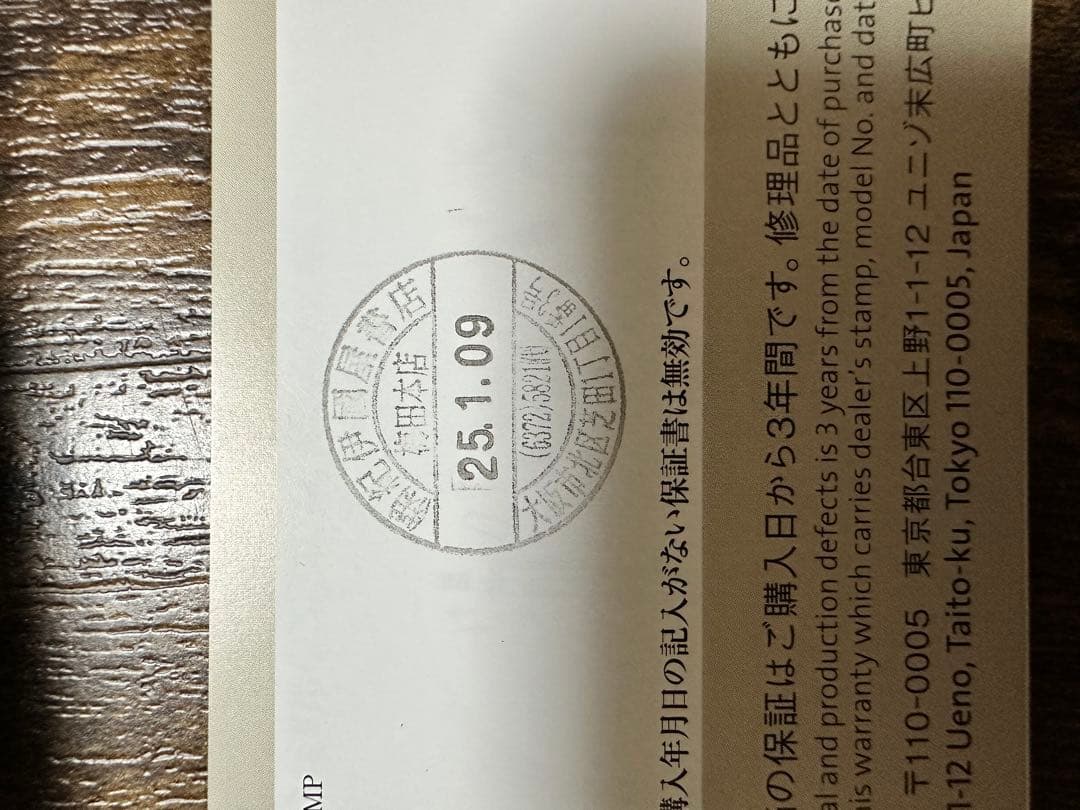 MP
㈱紀伊國屋書店
梅田本店
25.1.09
(6372)5821㈹
大阪市北区芝田1丁目1番3号
購入年月日の記入がない保証書は無効です。
の保証はご購入日から3年間です。修理品とともに
al and production defects is 3 years from the date of purchase
his warranty which carries dealer's stamp, model No. and dat
〒110-0005 東京都台東区上野1-1-12 ユニゾ末広町ビ
1-12 Ueno, Taito-ku, Tokyo 110-0005, Japan